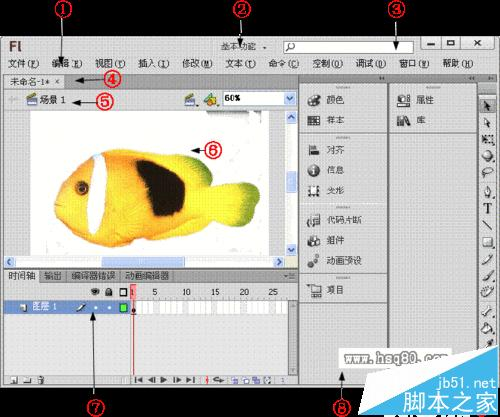 ① ② ③
Fl 基本功能
文件(F) 编辑(E) 视图(V) 插入(I) 修改(M) 文本(T) 命令(C) 控制(O) 调试(D) 窗口(W) 帮助(H)
未命名-1* × ④
场景 1 ⑤ 60%
⑥
颜色 属性
样本 库
对齐
信息
变形
代码片断
组件
动画预设
项目
时间轴 输出 编译器错误 动画编辑器
1 5 10 15 20 25
图层 1
1
⑦ ⑧
www.hsq80.com
jb51.net
脚本之家